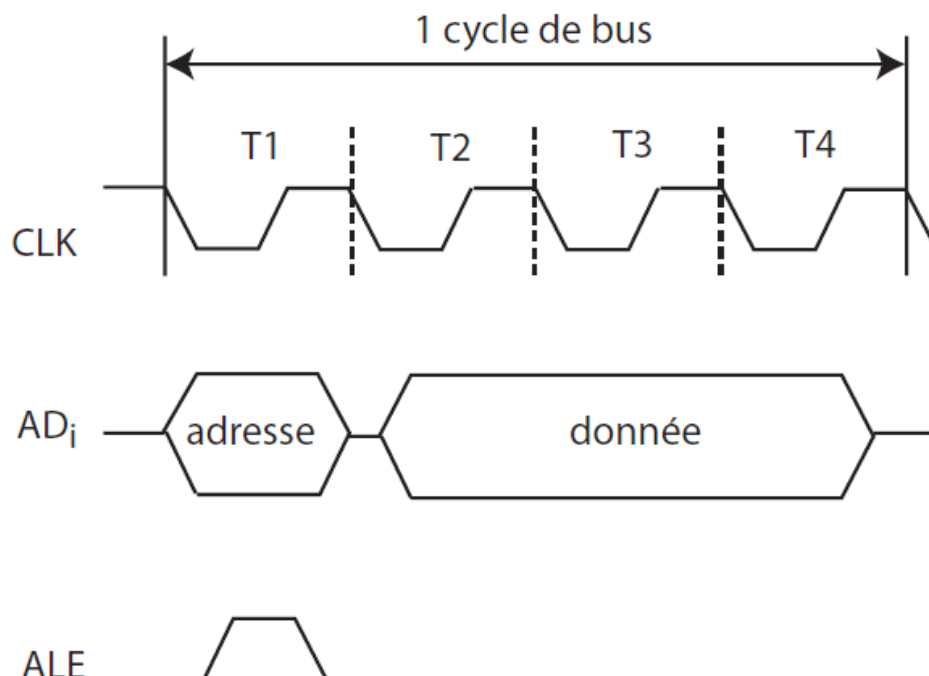 1 cycle de bus
T1 T2 T3 T4
CLK
ADi adresse donnée
ALE